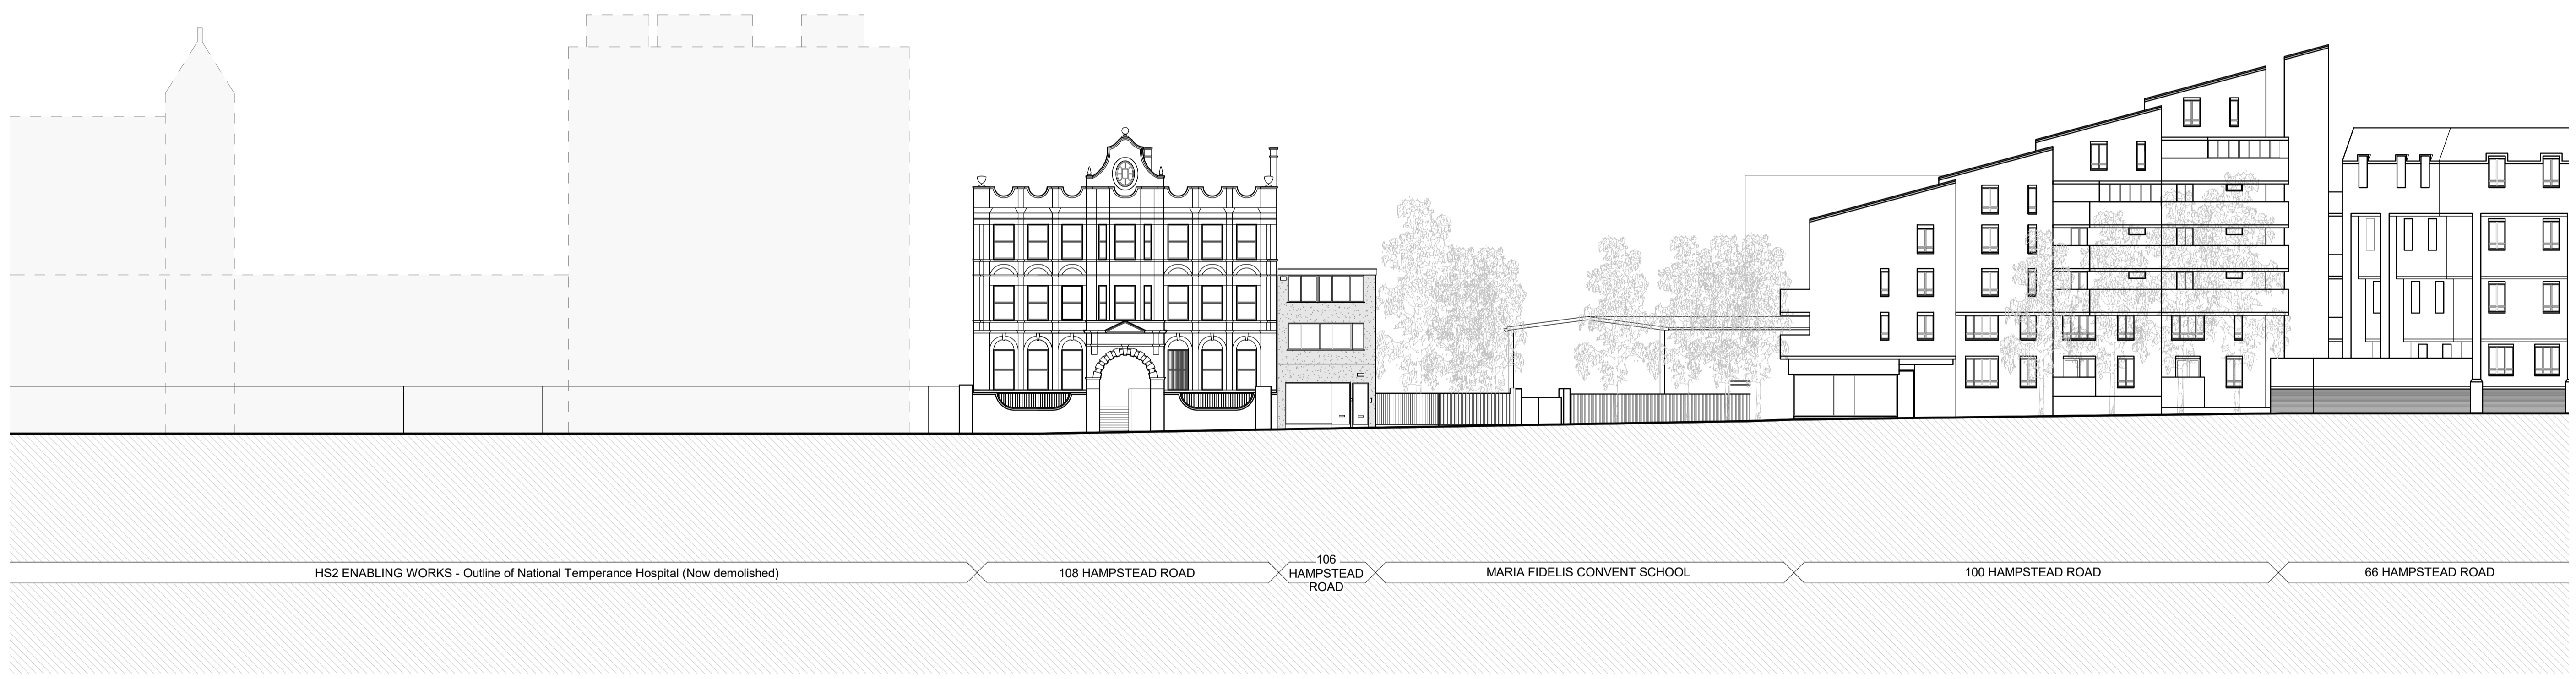 HS2 ENABLING WORKS - Outline of National Temperance Hospital (Now demolished)
108 HAMPSTEAD ROAD
106
HAMPSTEAD
ROAD
MARIA FIDELIS CONVENT SCHOOL
100 HAMPSTEAD ROAD
66 HAMPSTEAD ROAD